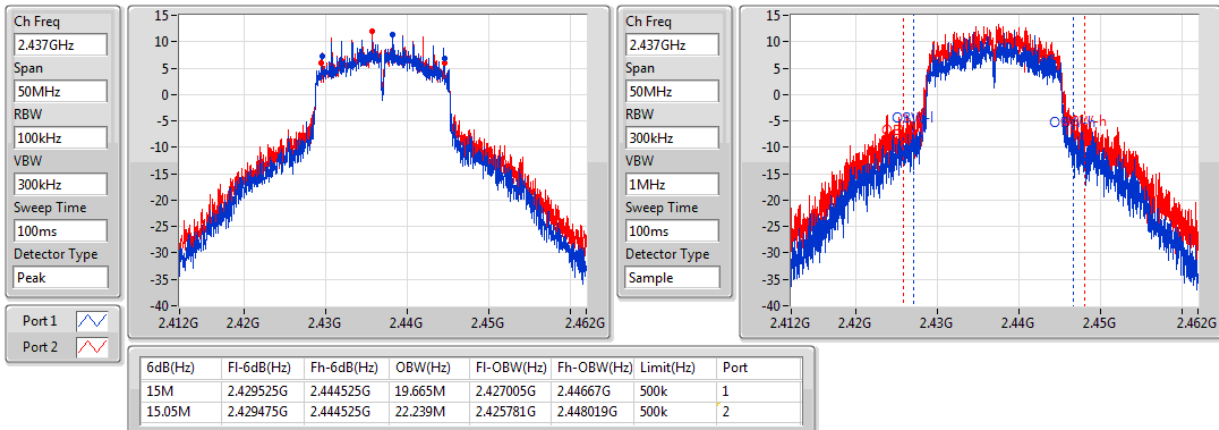 Ch Freq
2.437GHz
Span
50MHz
RBW
100kHz
VBW
300kHz
Sweep Time
100ms
Detector Type
Peak
Port 1
Port 2
15
10
5
0
-5
-10
-15
-20
-25
-30
-35
-40
2.412G 2.42G 2.43G 2.44G 2.45G 2.462G
Ch Freq
2.437GHz
Span
50MHz
RBW
300kHz
VBW
1MHz
Sweep Time
100ms
Detector Type
Sample
15
10
5
0
-5
-10
-15
-20
-25
-30
-35
-40
2.412G 2.42G 2.43G 2.44G 2.45G 2.462G
6dB(Hz) Fl-6dB(Hz) Fh-6dB(Hz) OBW(Hz) Fl-OBW(Hz) Fh-OBW(Hz) Limit(Hz) Port
15M 2.429525G 2.444525G 19.665M 2.427005G 2.44667G 500k 1
15.05M 2.429475G 2.444525G 22.239M 2.425781G 2.448019G 500k 2